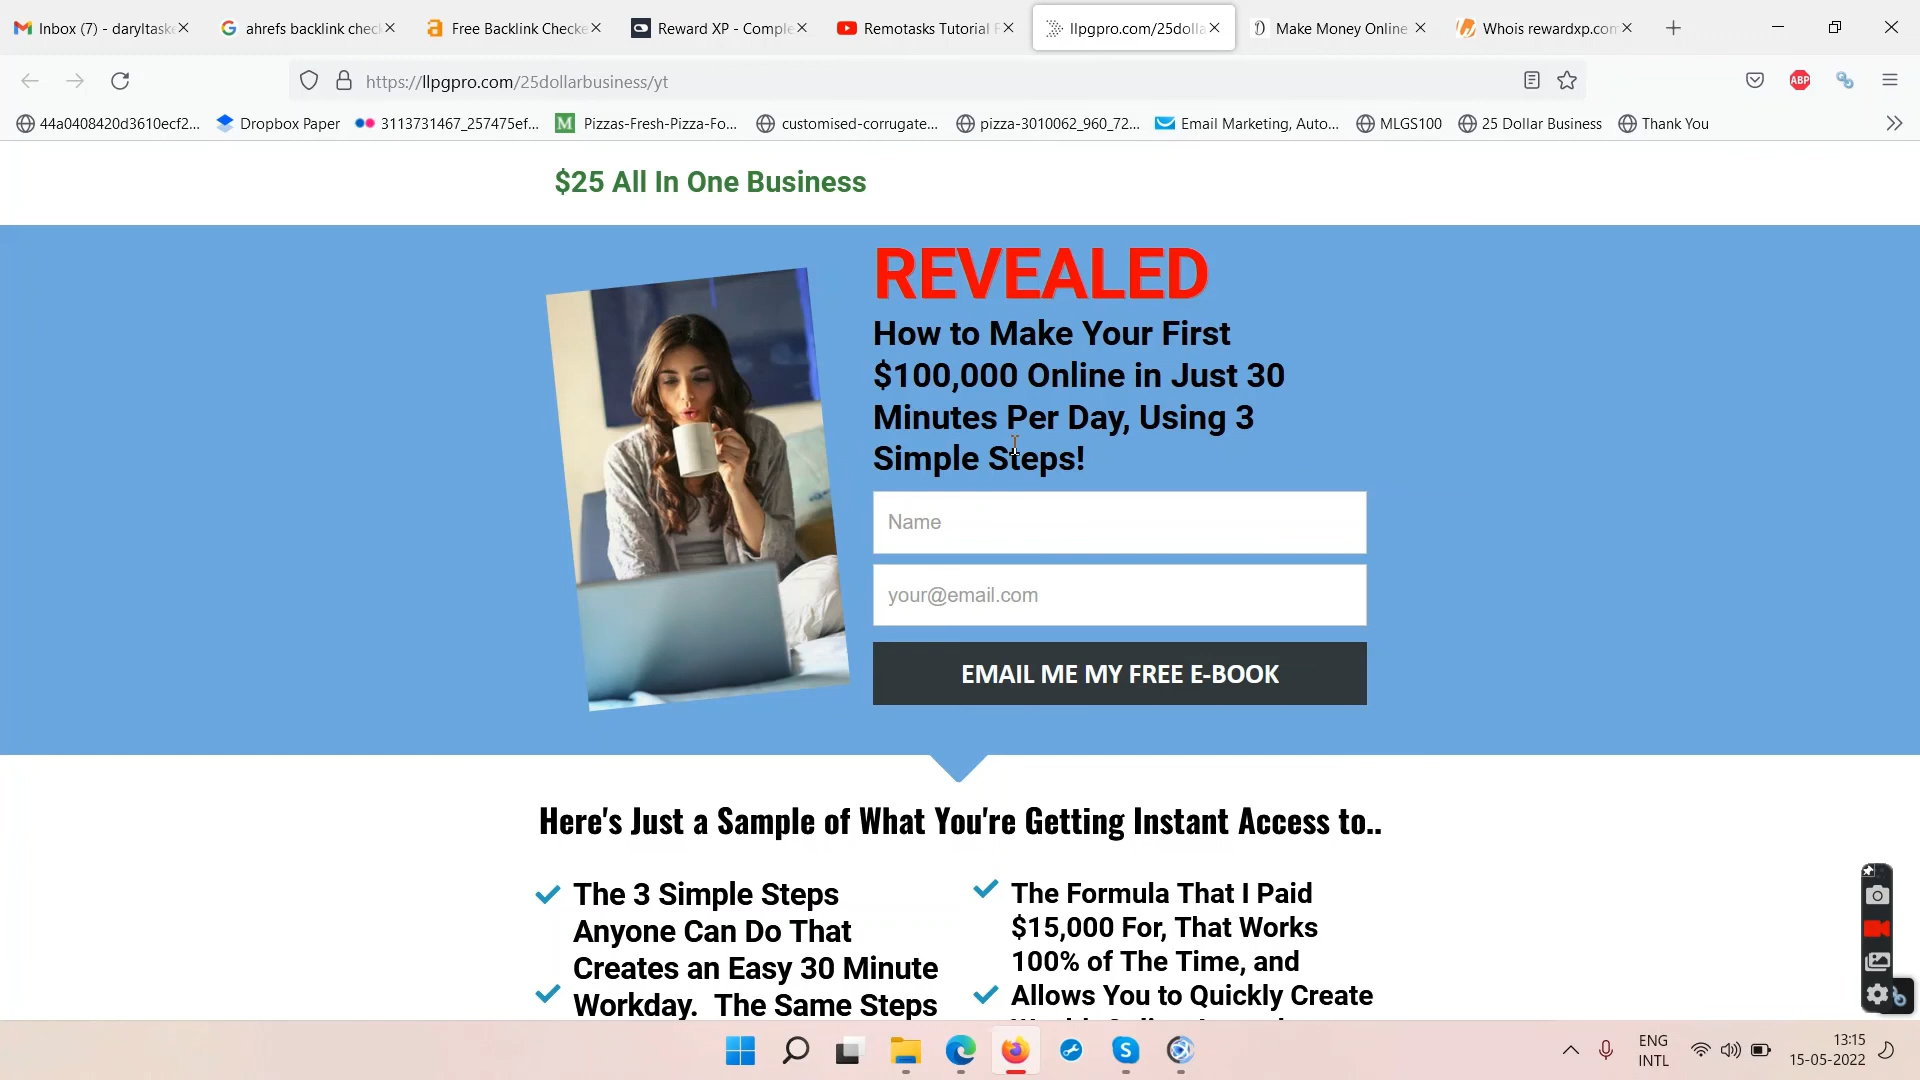 Inbox (7) - daryltaske
ahrefs backlink check
Free Backlink Checke
Reward XP - Comple
Remotasks Tutorial F
llpgpro.com/25dolla
Make Money Online
Whois rewardxp.com
https://llpgpro.com/25dollarbusiness/yt
ABP
44a0408420d3610ecf2...
Dropbox Paper
3113731467_257475ef...
M
Pizzas-Fresh-Pizza-Fo...
customised-corrugate...
pizza-3010062_960_72...
Email Marketing, Auto...
MLGS100
25 Dollar Business
Thank You
$25 All In One Business
REVEALED
How to Make Your First
$100,000 Online in Just 30
Minutes Per Day, Using 3
Simple Steps!
Name
your@email.com
EMAIL ME MY FREE E-BOOK
Here's Just a Sample of What You're Getting Instant Access to..
The 3 Simple Steps
Anyone Can Do That
Creates an Easy 30 Minute
Workday. The Same Steps
The Formula That I Paid
$15,000 For, That Works
100% of The Time, and
Allows You to Quickly Create
ENG
INTL
13:15
15-05-2022